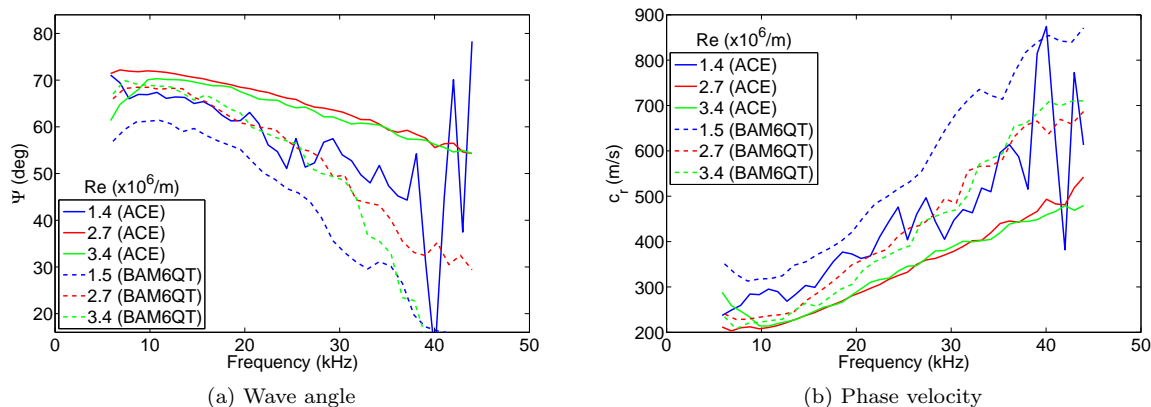 80
70
60
50
40
30
20
Ψ (deg)
Re (x10^6/m)
1.4 (ACE)
2.7 (ACE)
3.4 (ACE)
1.5 (BAM6QT)
2.7 (BAM6QT)
3.4 (BAM6QT)
0 10 20 30 40 50
Frequency (kHz)
(a) Wave angle
900
800
700
600
500
400
300
200
c_r (m/s)
Re (x10^6/m)
1.4 (ACE)
2.7 (ACE)
3.4 (ACE)
1.5 (BAM6QT)
2.7 (BAM6QT)
3.4 (BAM6QT)
0 10 20 30 40 50
Frequency (kHz)
(b) Phase velocity